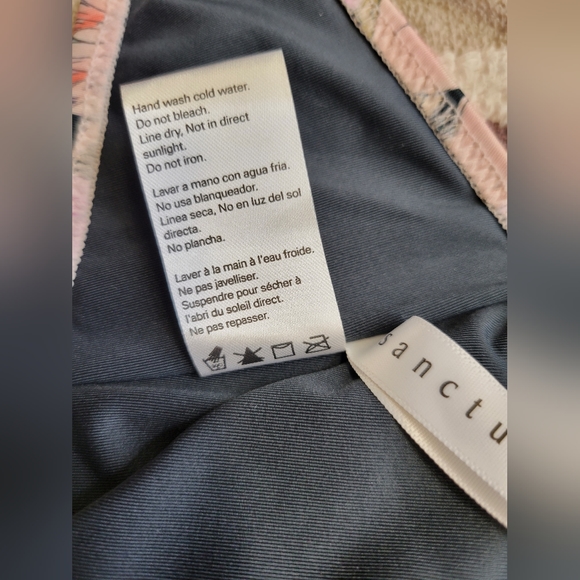 Hand wash cold water.
Do not bleach.
Line dry, Not in direct
sunlight.
Do not iron.
Lavar a mano con agua fria.
No usa blanqueador.
Linea seca, No en luz del sol
directa.
No plancha.
Laver à la main à l'eau froide.
Ne pas javelliser.
Suspendre pour sécher à
l'abri du soleil direct.
Ne pas repasser.
sanctu